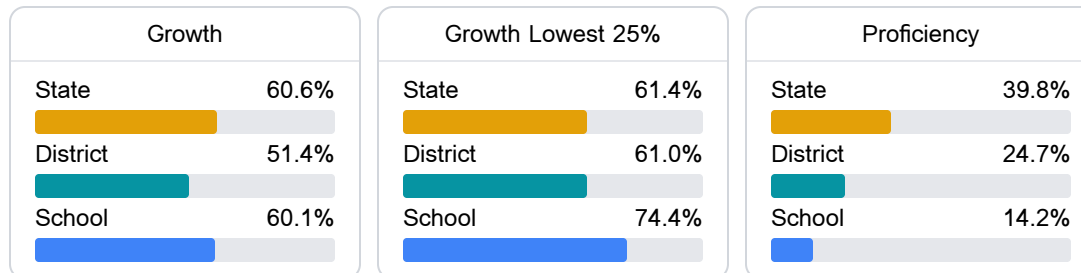 Growth
State 60.6%
District 51.4%
School 60.1%
Growth Lowest 25%
State 61.4%
District 61.0%
School 74.4%
Proficiency
State 39.8%
District 24.7%
School 14.2%